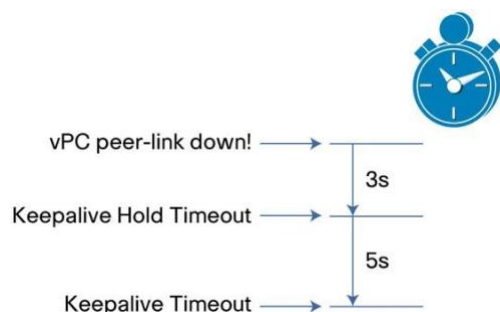 vPC peer-link down!
3s
Keepalive Hold Timeout
5s
Keepalive Timeout